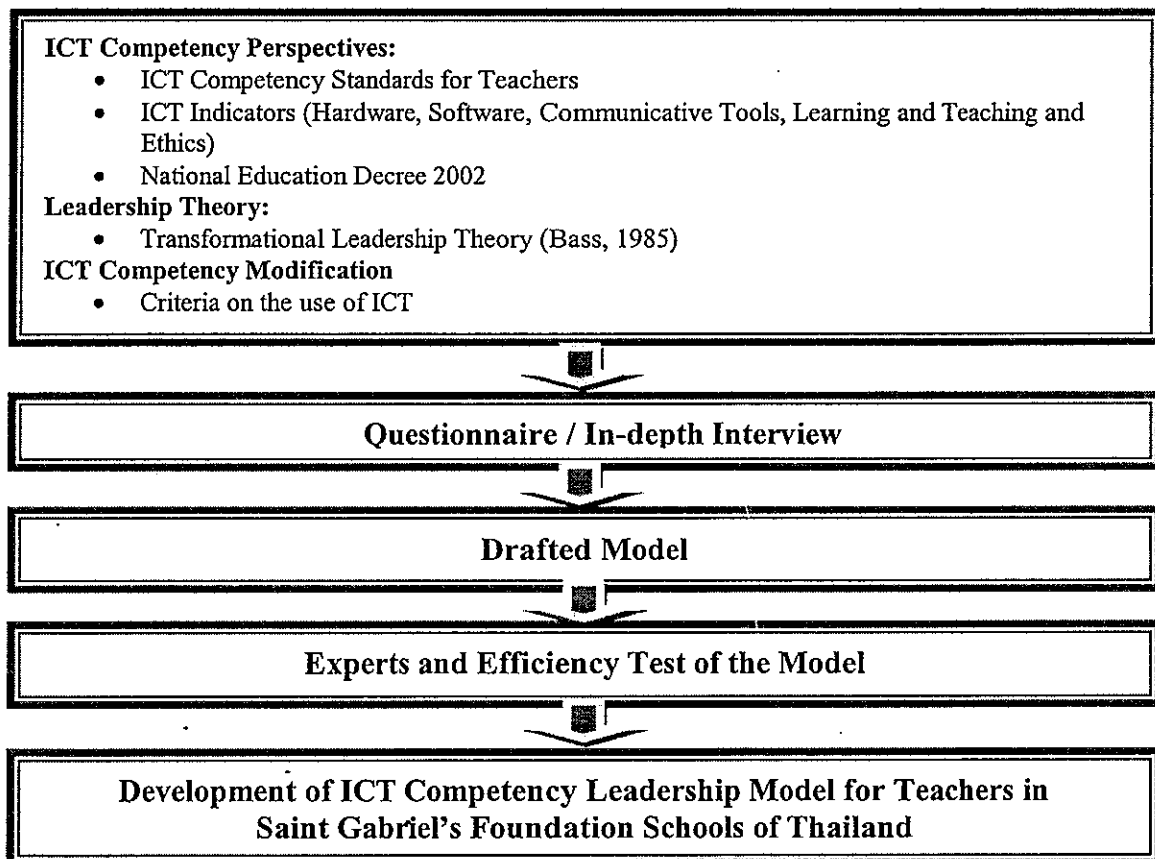 ICT Competency Perspectives:
• ICT Competency Standards for Teachers
• ICT Indicators (Hardware, Software, Communicative Tools, Learning and Teaching and
Ethics)
• National Education Decree 2002
Leadership Theory:
• Transformational Leadership Theory (Bass, 1985)
ICT Competency Modification
• Criteria on the use of ICT
Questionnaire / In-depth Interview
Drafted Model
Experts and Efficiency Test of the Model
Development of ICT Competency Leadership Model for Teachers in
Saint Gabriel's Foundation Schools of Thailand